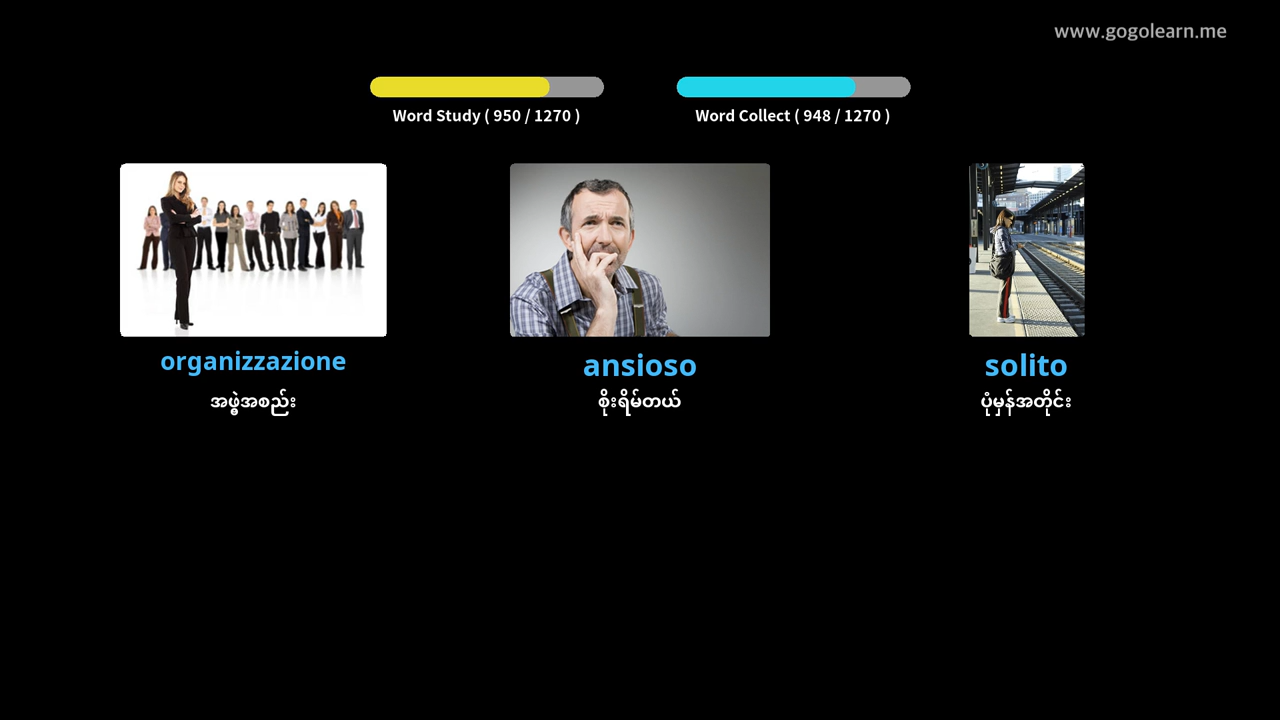 www.gogolearn.me
Word Study ( 950 / 1270 )
Word Collect ( 948 / 1270 )
organizzazione
ansioso
solito
အဖွဲ့အစည်း
စိုးရိမ်တယ်
ပုံမှန်အတိုင်း